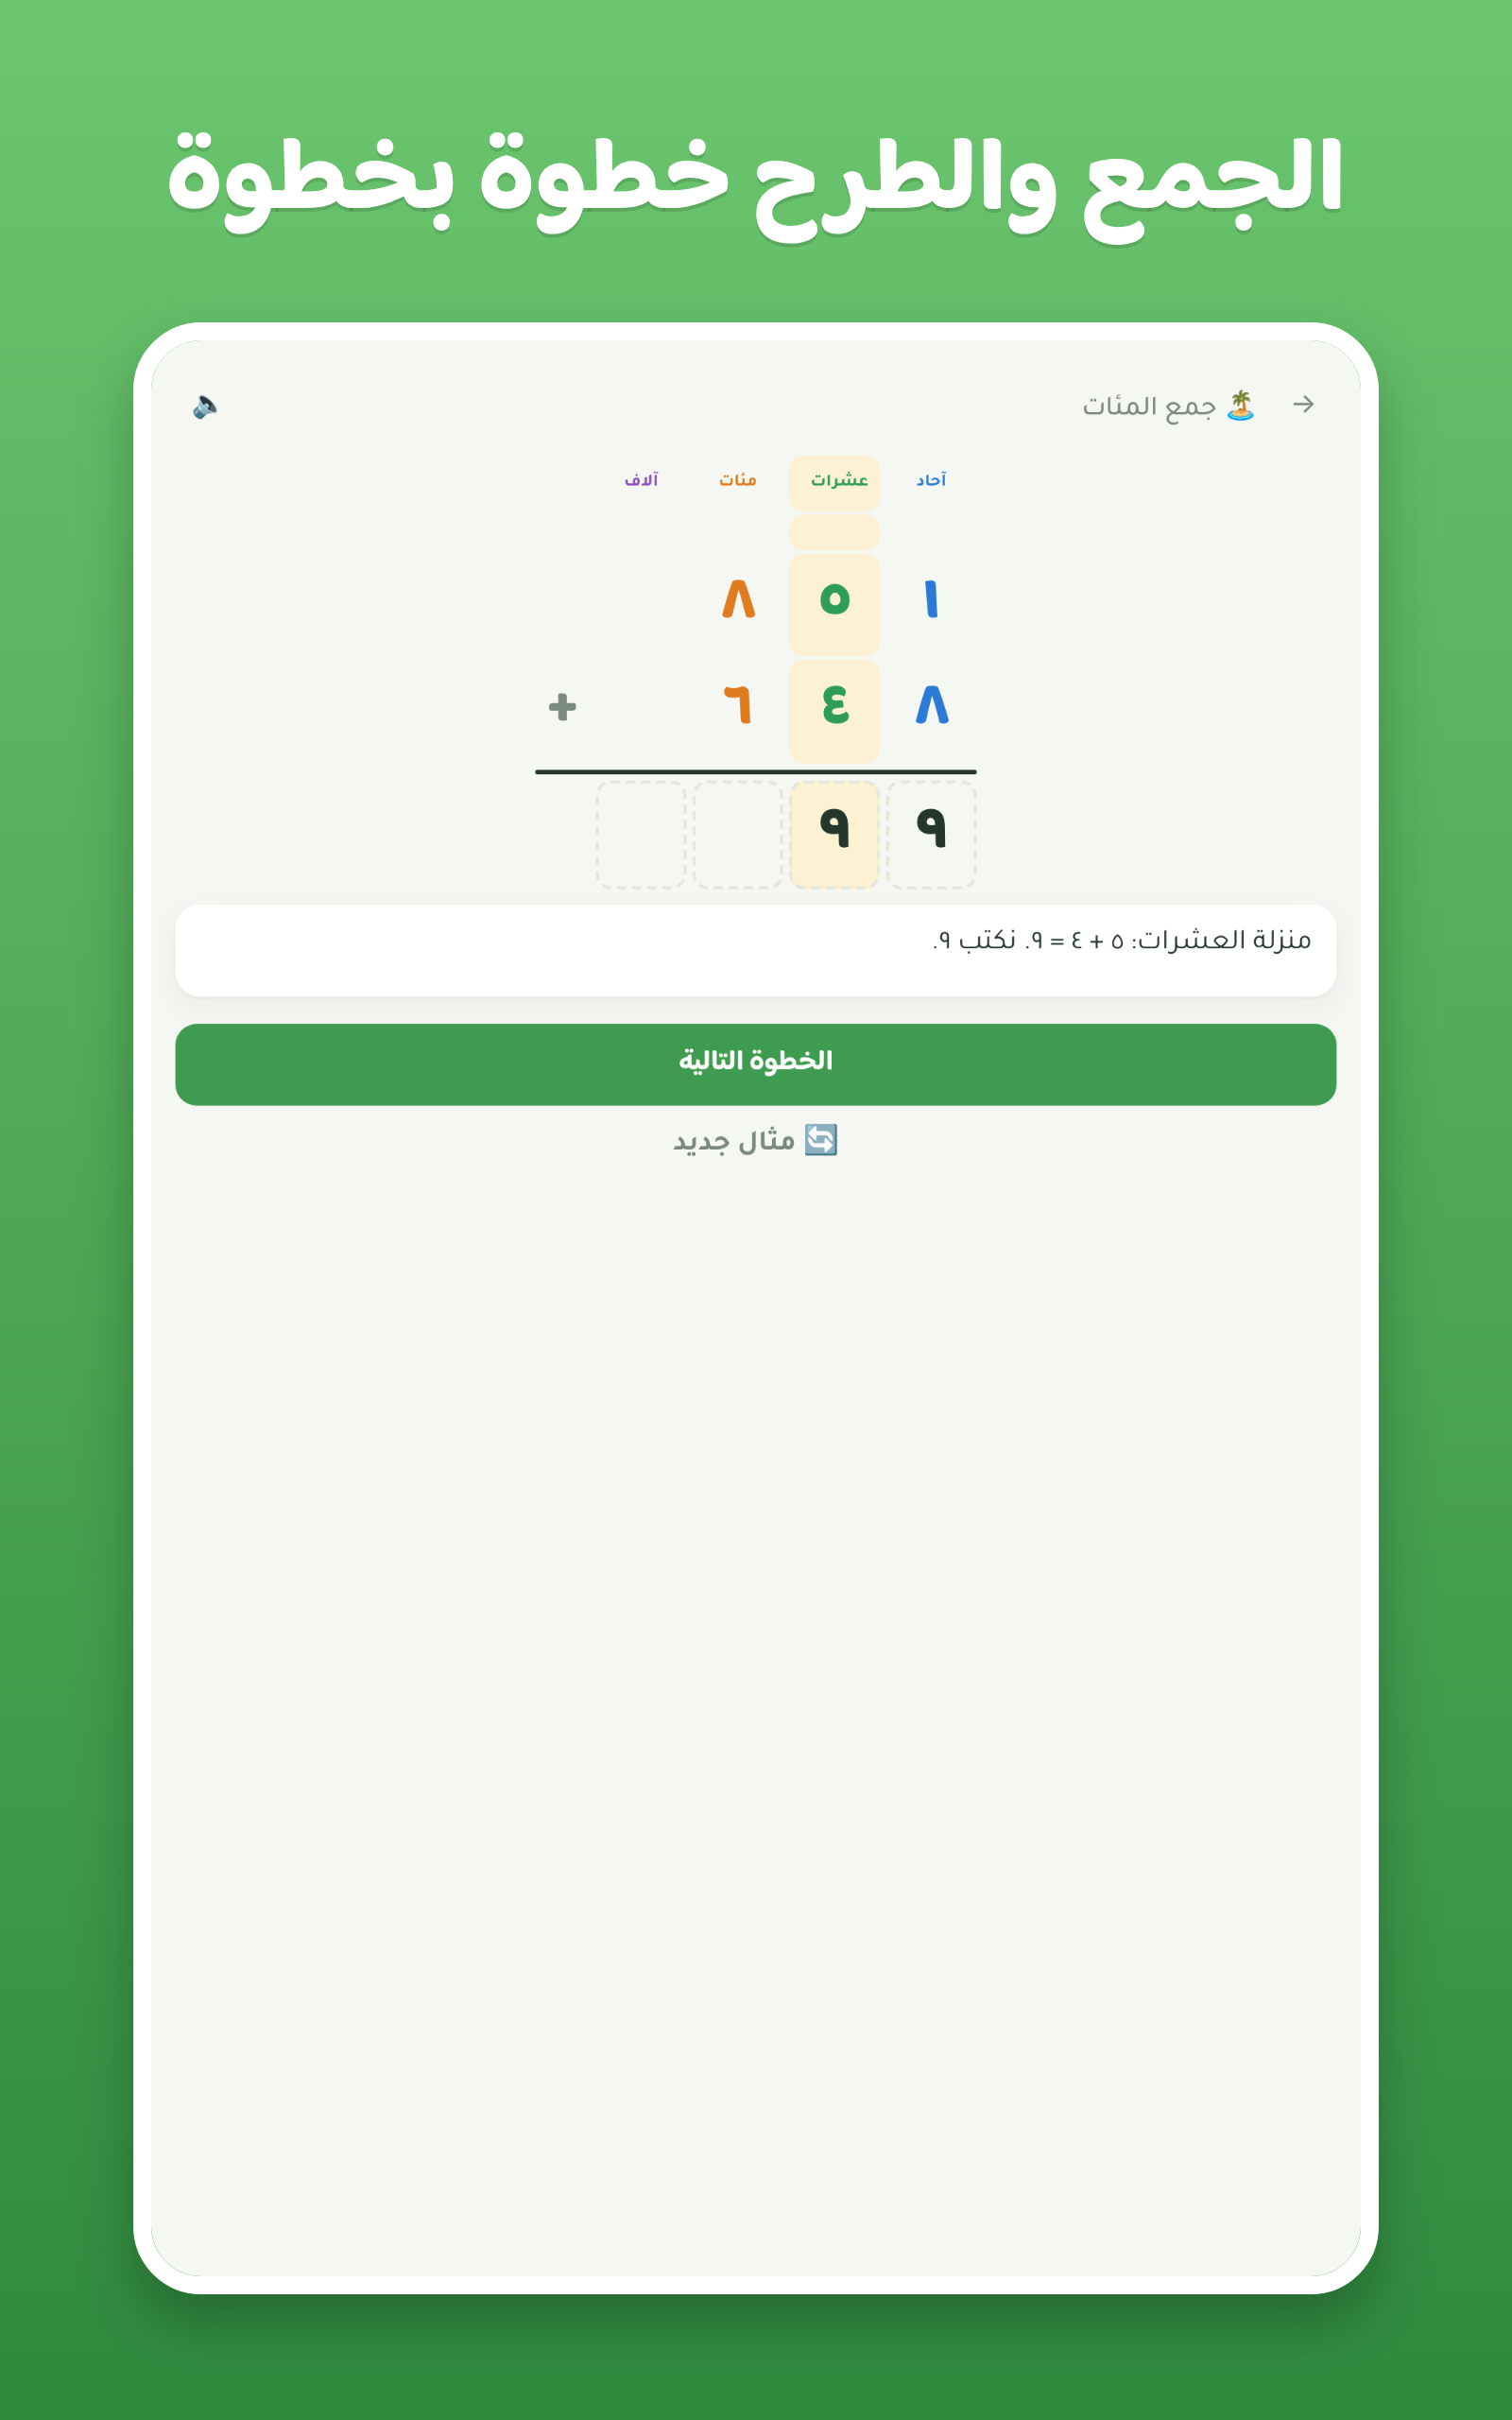 الجمع والطرح خطوة بخطوة
→ 🏝️ جمع المئات 🔈
آحاد عشرات مئات آلاف
٨ ٥ ١
+ ٦ ٤ ٨
٩ ٩
منزلة العشرات: ٥ + ٤ = ٩. نكتب ٩.
الخطوة التالية
🔄 مثال جديد